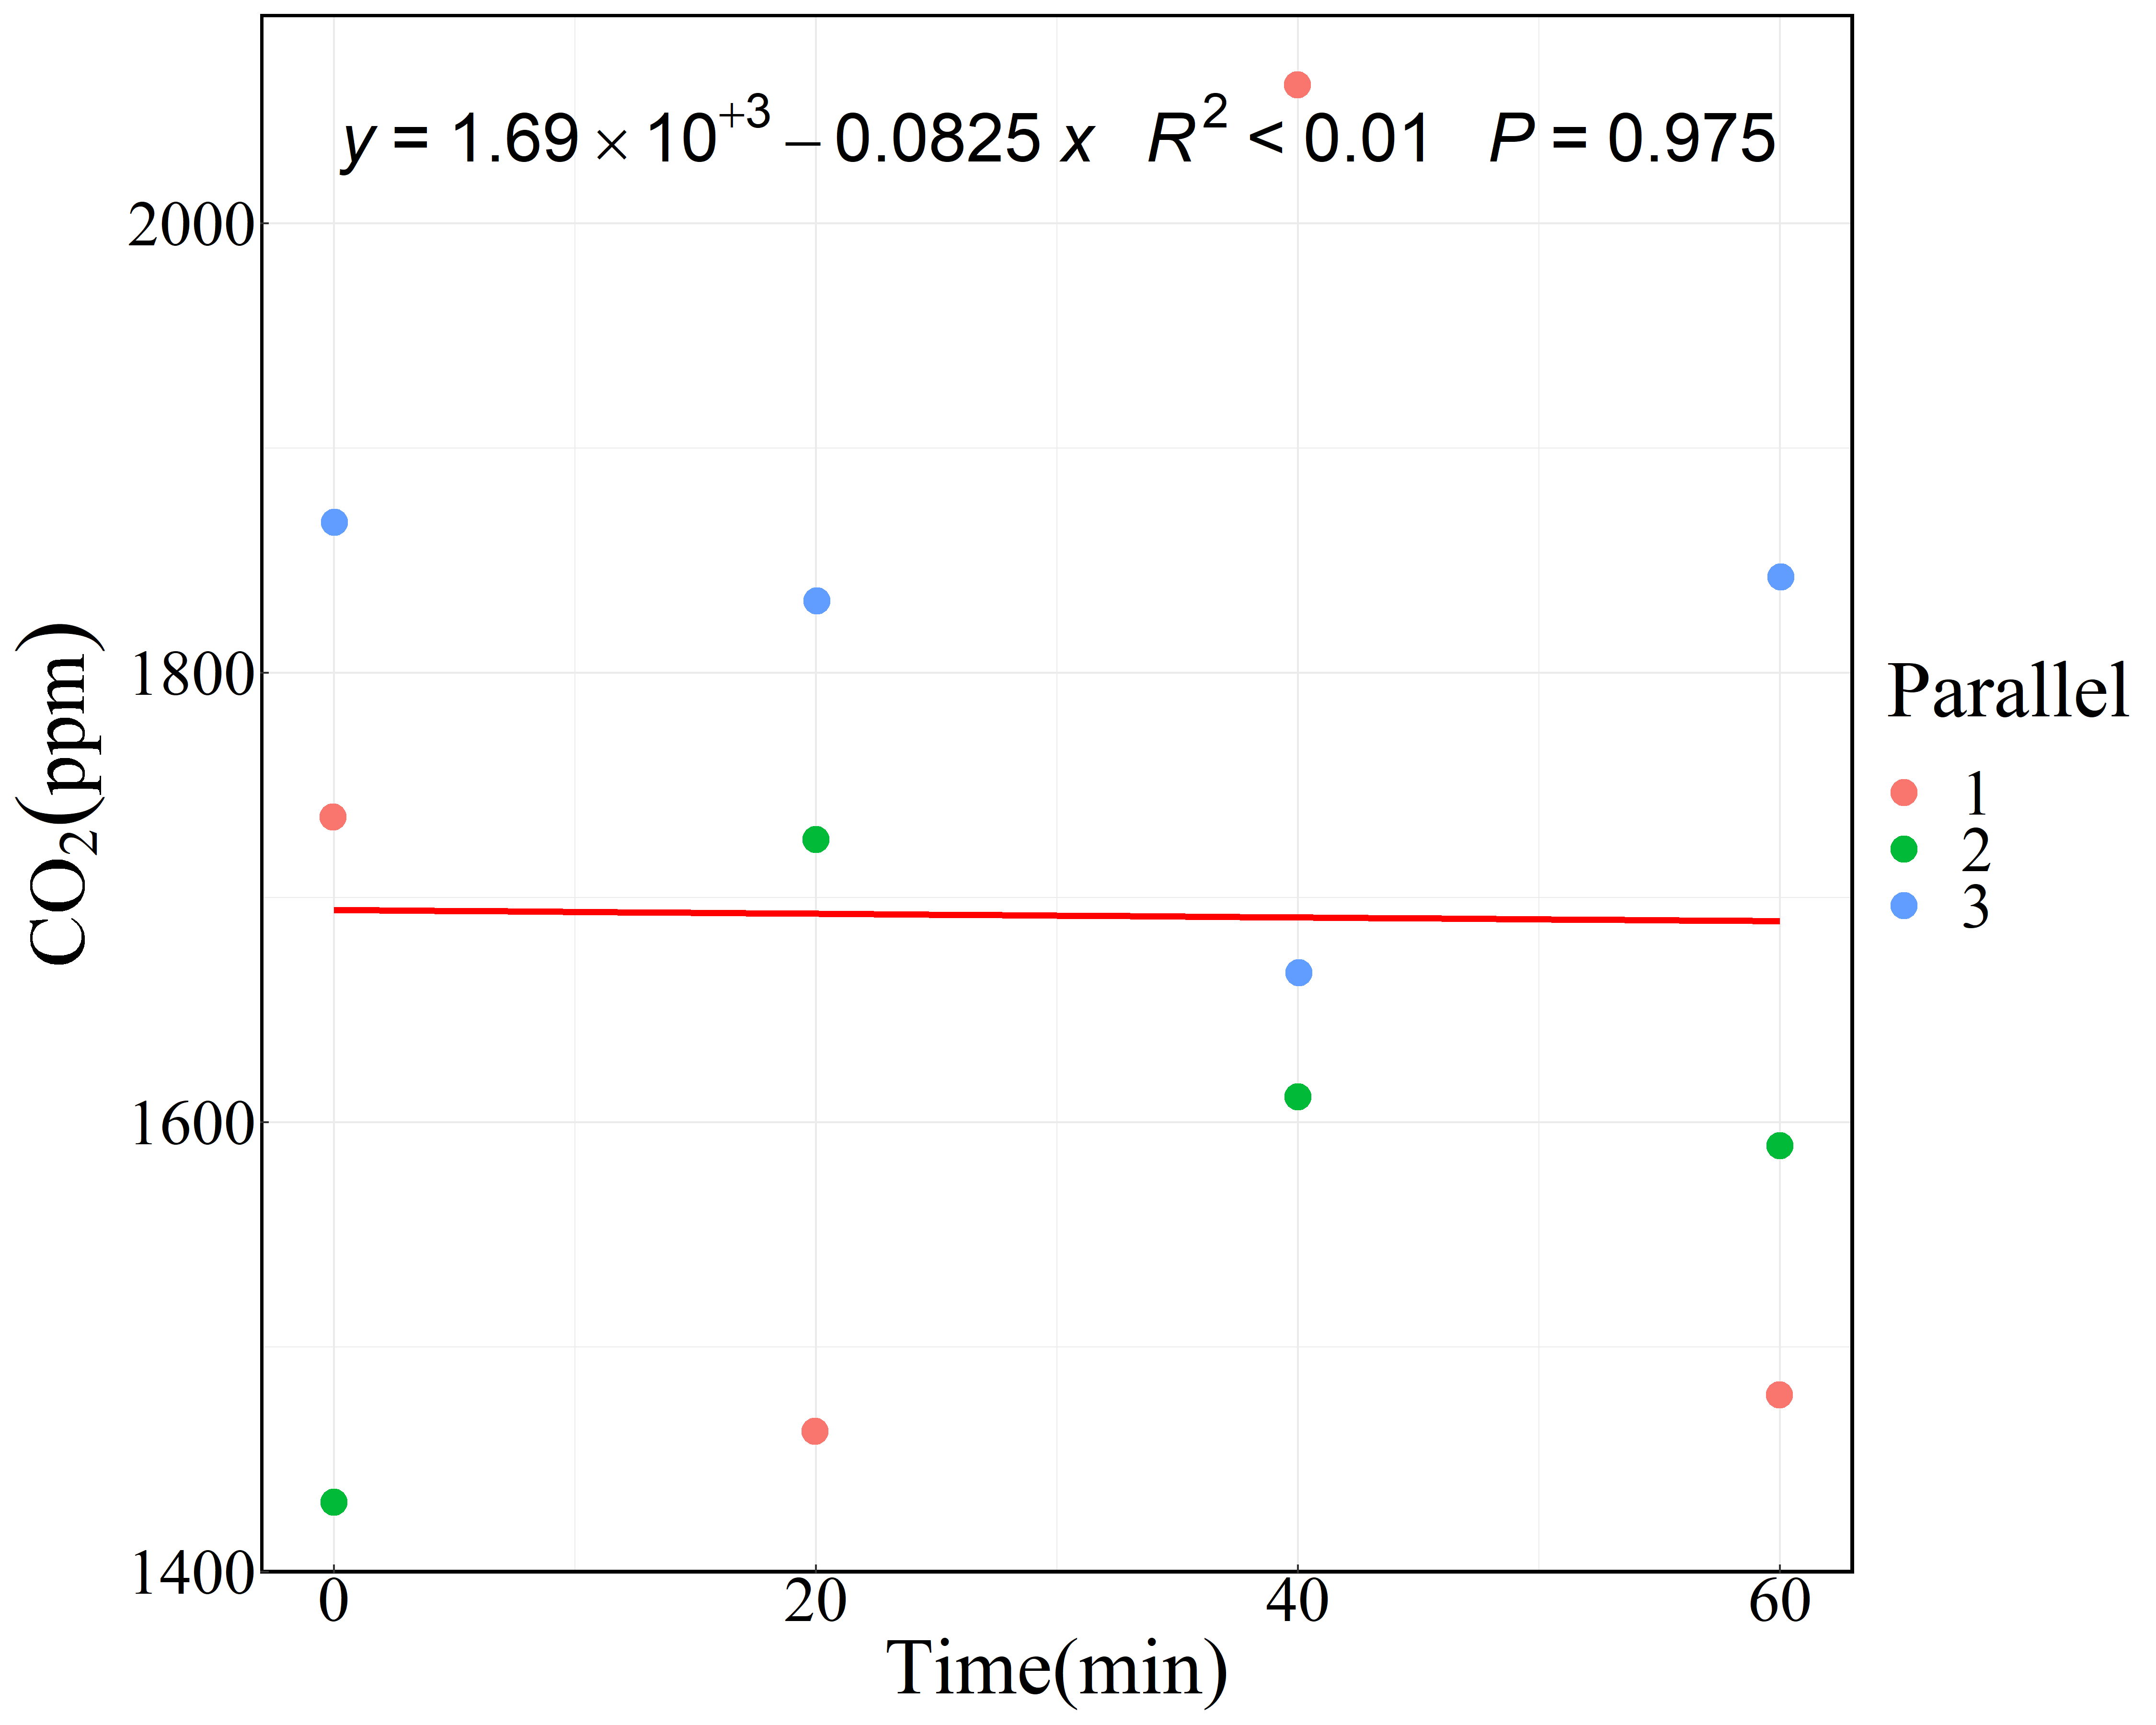 y = 1.69 × 10⁺³ − 0.0825 x R² < 0.01 P = 0.975
2000
1800
1600
1400
CO₂(ppm)
0 20 40 60
Time(min)
Parallel
1
2
3